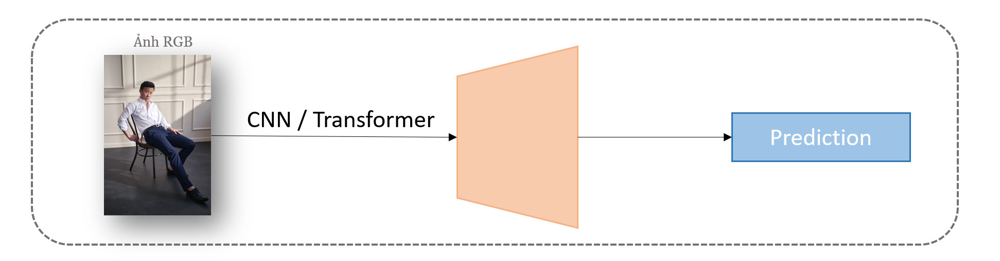 Ảnh RGB
CNN / Transformer
Prediction